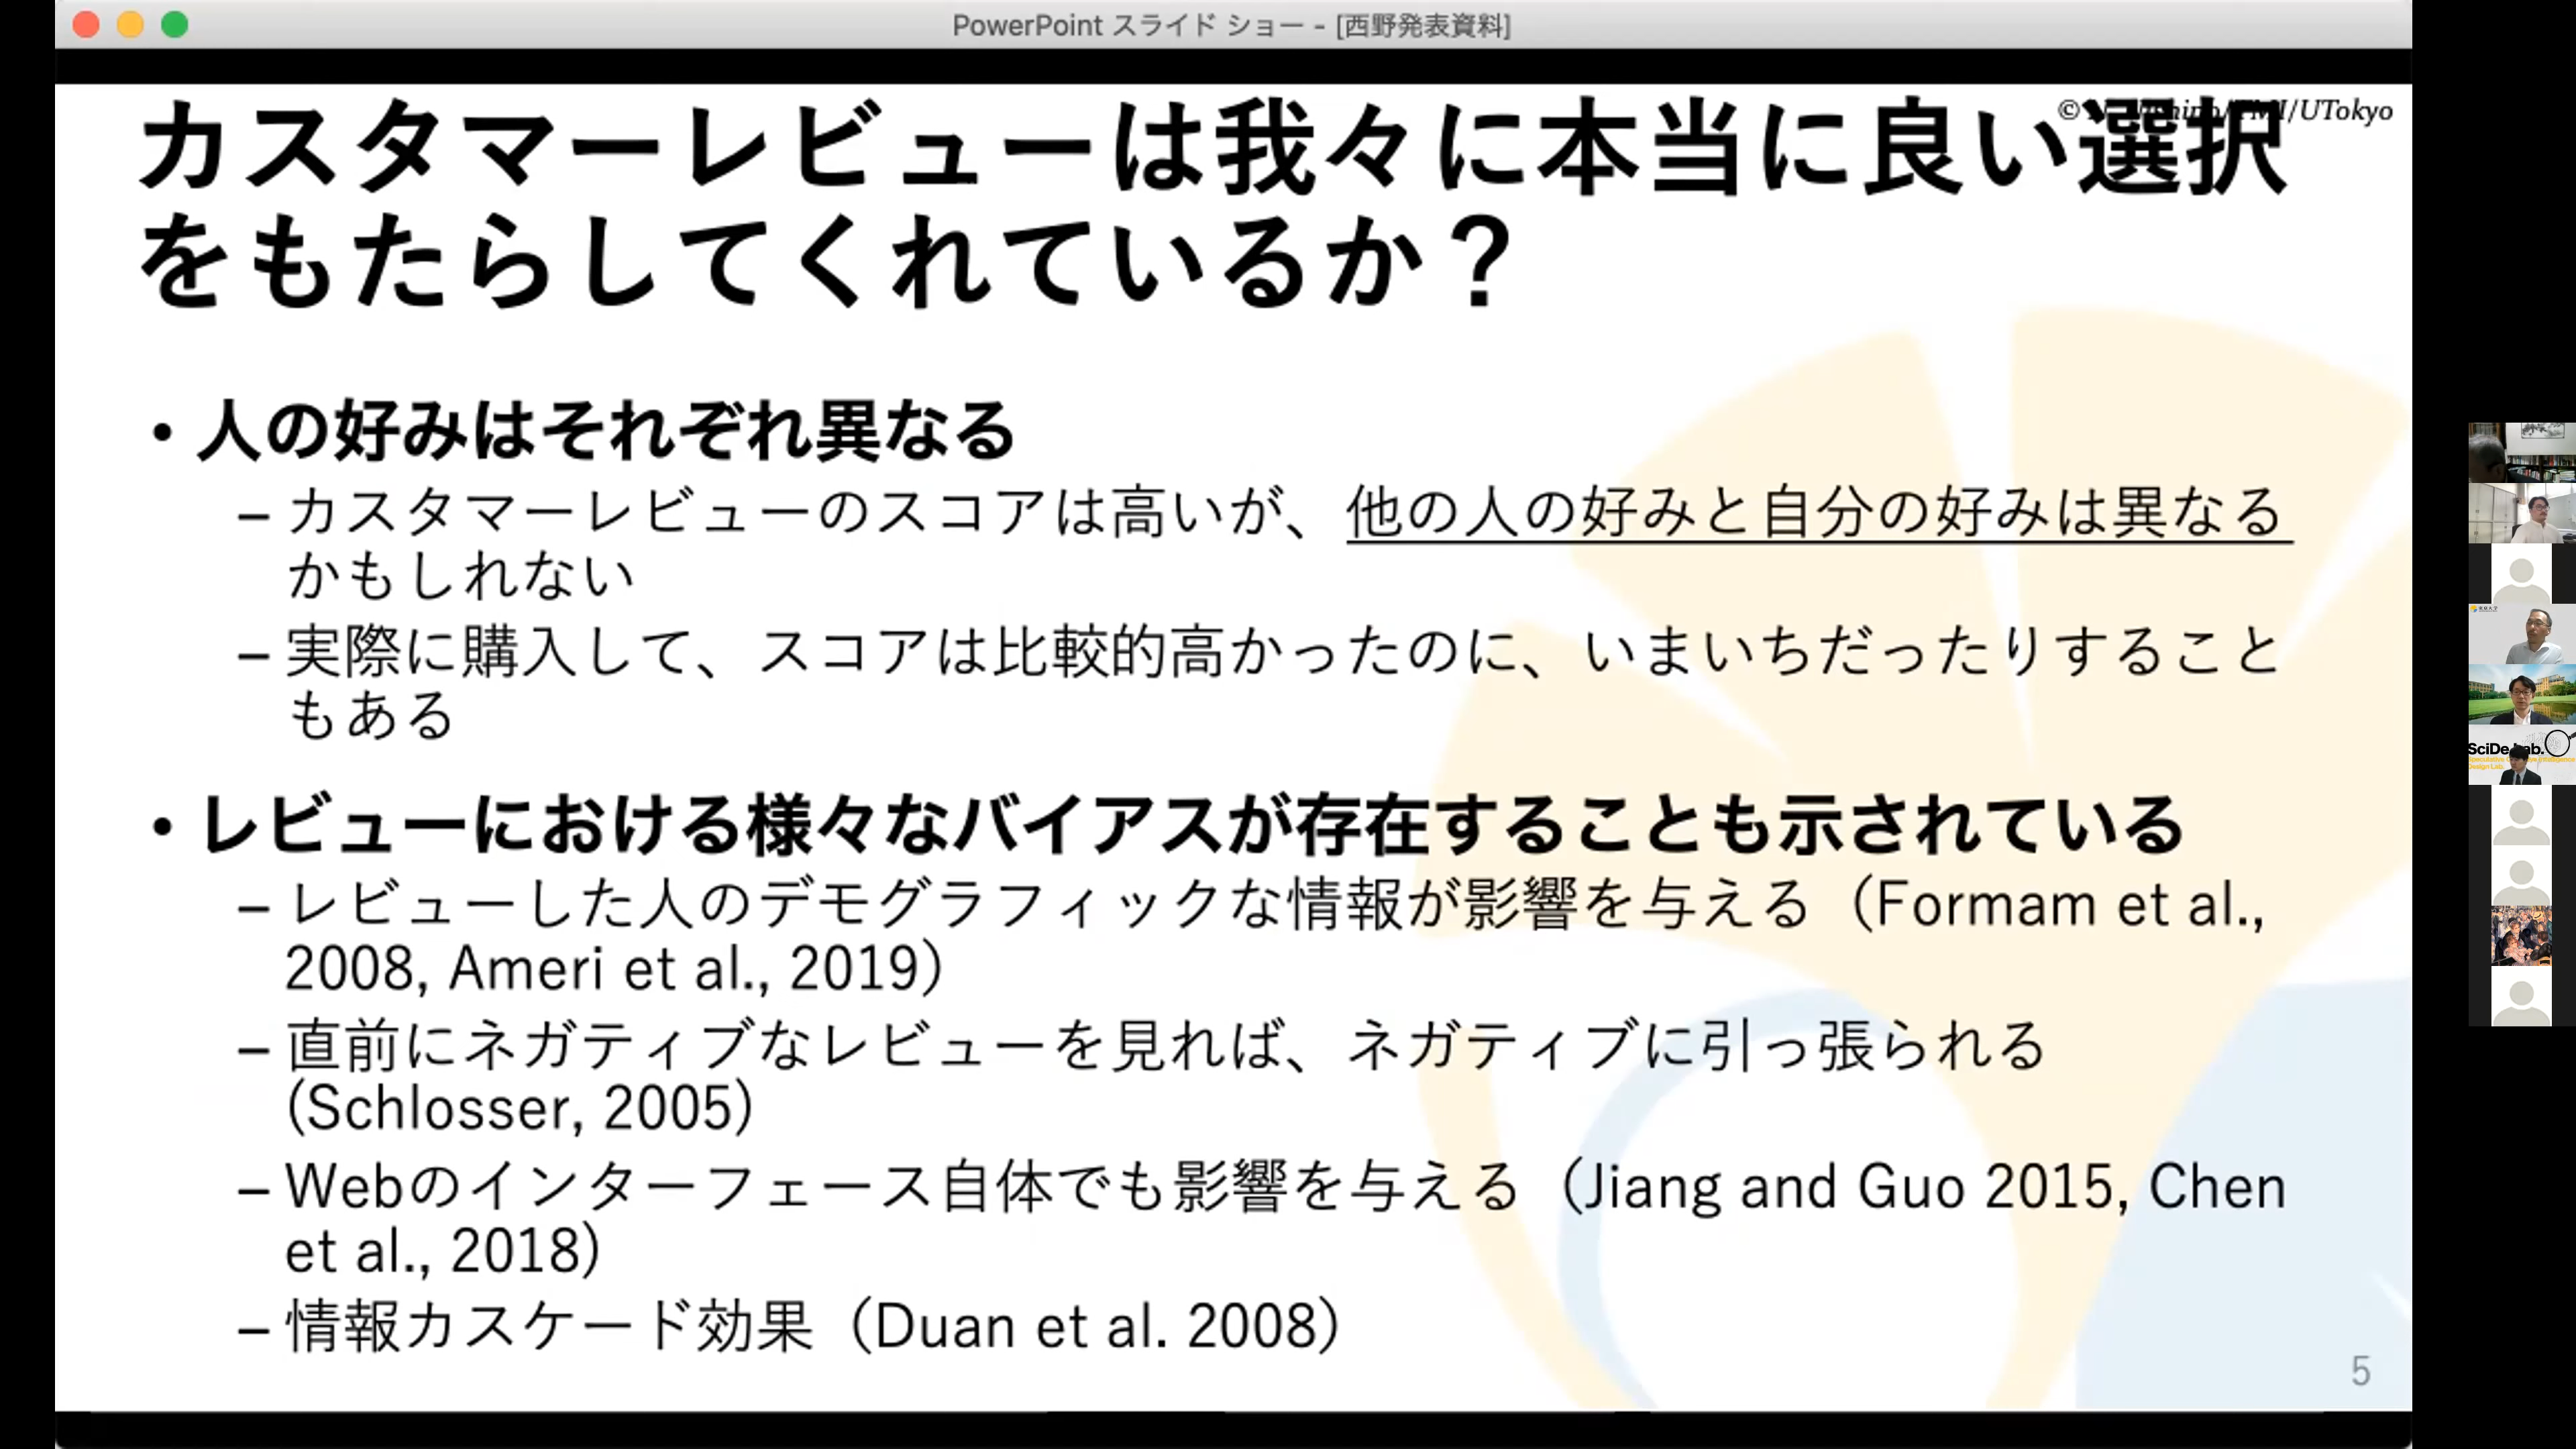 PowerPoint スライド ショー - [西野発表資料]
/UTokyo
カスタマーレビューは我々に本当に良い選択
をもたらしてくれているか？
• 人の好みはそれぞれ異なる
– カスタマーレビューのスコアは高いが、他の人の好みと自分の好みは異なる
かもしれない
– 実際に購入して、スコアは比較的高かったのに、いまいちだったりすること
もある
• レビューにおける様々なバイアスが存在することも示されている
– レビューした人のデモグラフィックな情報が影響を与える（Formam et al.,
2008, Ameri et al., 2019）
– 直前にネガティブなレビューを見れば、ネガティブに引っ張られる
(Schlosser, 2005)
– Webのインターフェース自体でも影響を与える（Jiang and Guo 2015, Chen
et al., 2018)
– 情報カスケード効果（Duan et al. 2008）
5